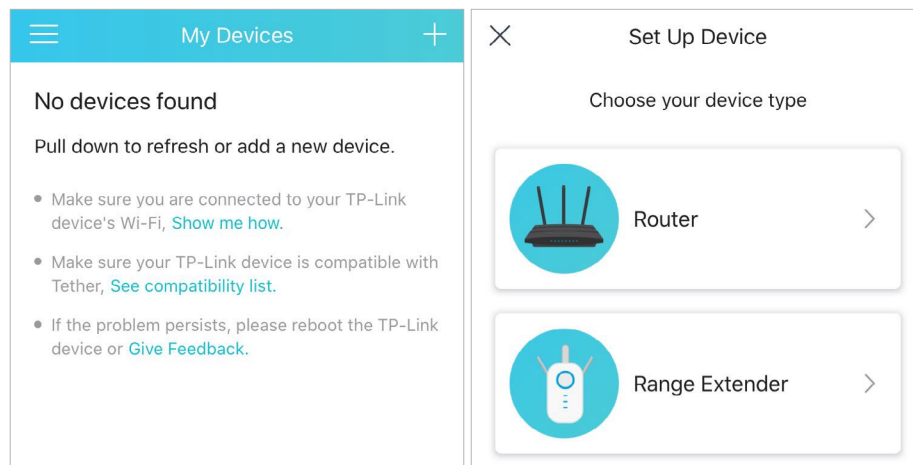 My Devices
No devices found
Pull down to refresh or add a new device.
Make sure you are connected to your TP-Link
device's Wi-Fi, Show me how.
Make sure your TP-Link device is compatible with
Tether, See compatibility list.
If the problem persists, please reboot the TP-Link
device or Give Feedback.
Set Up Device
Choose your device type
Router
Range Extender